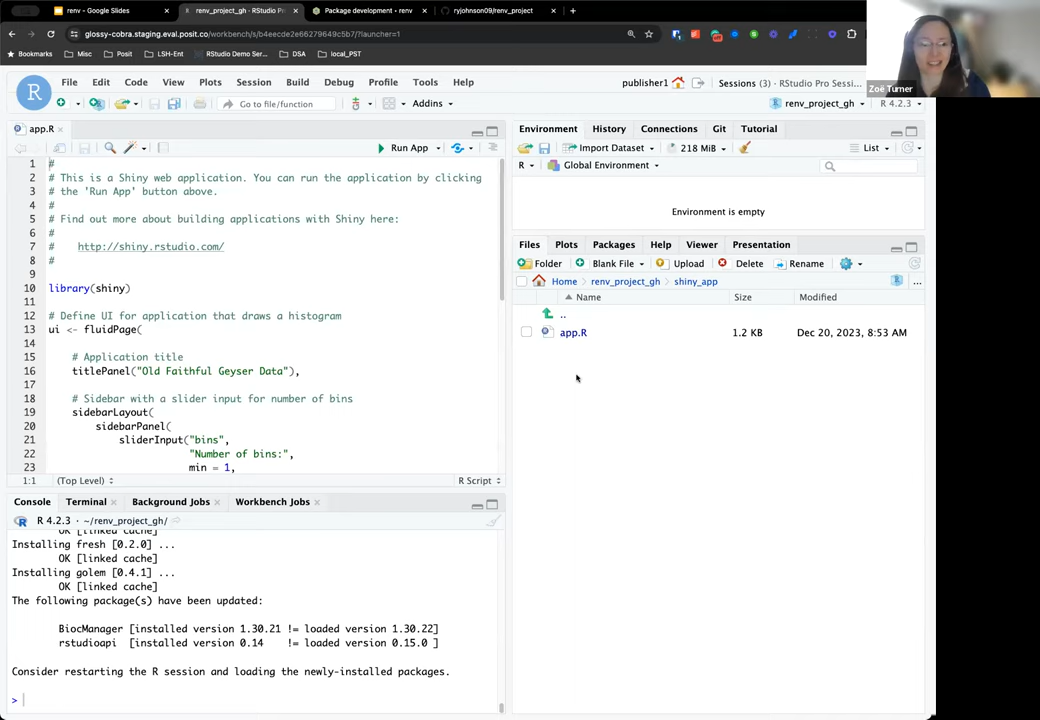 renv - Google Slides
renv_project_gh - RStudio Pr
Package development • renv
ryjohnson09/renv_project
glossy-cobra.staging.eval.posit.co/workbench/s/b4eecde2e66279649c5b7/?launcher=1
Bookmarks Misc Posit LSH-Ent RStudio Demo Ser... DSA local_PST
Zoë Turner
File Edit Code View Plots Session Build Debug Profile Tools Help
publisher1 Sessions (3) - RStudio Pro Sessi...
Go to file/function Addins
renv_project_gh R 4.2.3
app.R
Run App
1 #
2 # This is a Shiny web application. You can run the application by clicking
3 # the 'Run App' button above.
4 #
5 # Find out more about building applications with Shiny here:
6 #
7 #    http://shiny.rstudio.com/
8 #
9
10 library(shiny)
11
12 # Define UI for application that draws a histogram
13 ui <- fluidPage(
14
15     # Application title
16     titlePanel("Old Faithful Geyser Data"),
17
18     # Sidebar with a slider input for number of bins
19     sidebarLayout(
20         sidebarPanel(
21             sliderInput("bins",
22                         "Number of bins:",
23                         min = 1,
1:1 (Top Level) R Script
Console Terminal Background Jobs Workbench Jobs
R 4.2.3 · ~/renv_project_gh/
OK [linked cache]
Installing fresh [0.2.0] ...
OK [linked cache]
Installing golem [0.4.1] ...
OK [linked cache]
The following package(s) have been updated:
BiocManager [installed version 1.30.21 != loaded version 1.30.22]
rstudioapi [installed version 0.14 != loaded version 0.15.0 ]
Consider restarting the R session and loading the newly-installed packages.
>
Environment History Connections Git Tutorial
Import Dataset 218 MiB List
R Global Environment
Environment is empty
Files Plots Packages Help Viewer Presentation
Folder Blank File Upload Delete Rename
Home renv_project_gh shiny_app ...
Name Size Modified
..
app.R 1.2 KB Dec 20, 2023, 8:53 AM